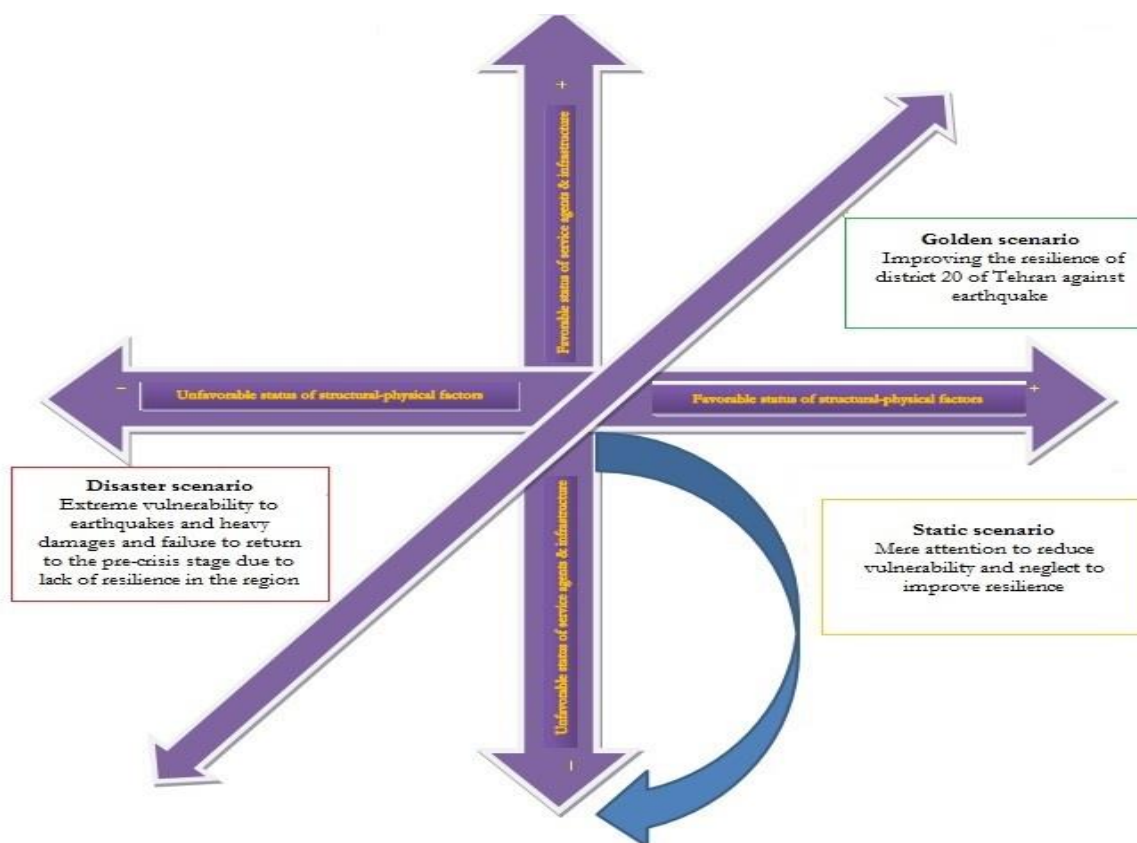 +
Favorable status of service agents & infrastructure
Golden scenario
Improving the resilience of
district 20 of Tehran against
earthquake
−
Unfavorable status of structural-physical factors
Favorable status of structural-physical factors
+
Disaster scenario
Extreme vulnerability to
earthquakes and heavy
damages and failure to return
to the pre-crisis stage due to
lack of resilience in the region
Unfavorable status of service agents & infrastructure
−
Static scenario
Mere attention to reduce
vulnerability and neglect to
improve resilience